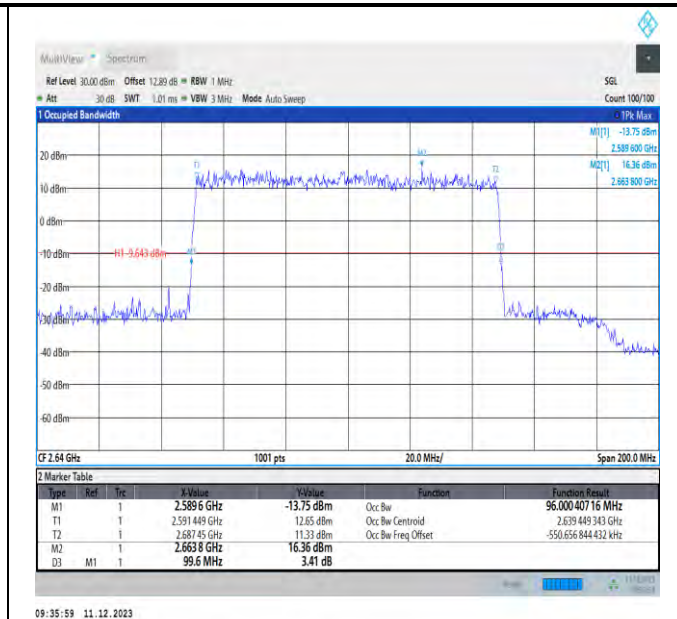 MultiView Spectrum
Ref Level 30.00 dBm Offset 12.89 dB RBW 1 MHz SGL
Att 30 dB SWT 1.01 ms VBW 3 MHz Mode Auto Sweep Count 100/100
1 Occupied Bandwidth 1Pk Max
M1[1] -13.75 dBm
2.589 600 GHz
20 dBm
M2[1] 16.36 dBm
2.663 800 GHz
T1
M2
T2
10 dBm
0 dBm
-10 dBm
H1 -9.643 dBm
M1
D3
-20 dBm
-30 dBm
-40 dBm
-50 dBm
-60 dBm
CF 2.64 GHz 1001 pts 20.0 MHz/ Span 200.0 MHz
2 Marker Table
Type Ref Trc X-Value Y-Value Function Function Result
M1 1 2.589 6 GHz -13.75 dBm Occ Bw 96.000 407 16 MHz
T1 1 2.591 449 GHz 12.65 dBm Occ Bw Centroid 2.639 449 343 GHz
T2 1 2.687 45 GHz 11.33 dBm Occ Bw Freq Offset -550.656 844 432 kHz
M2 1 2.663 8 GHz 16.36 dBm
D3 M1 1 99.6 MHz 3.41 dB
09:35:59 11.12.2023